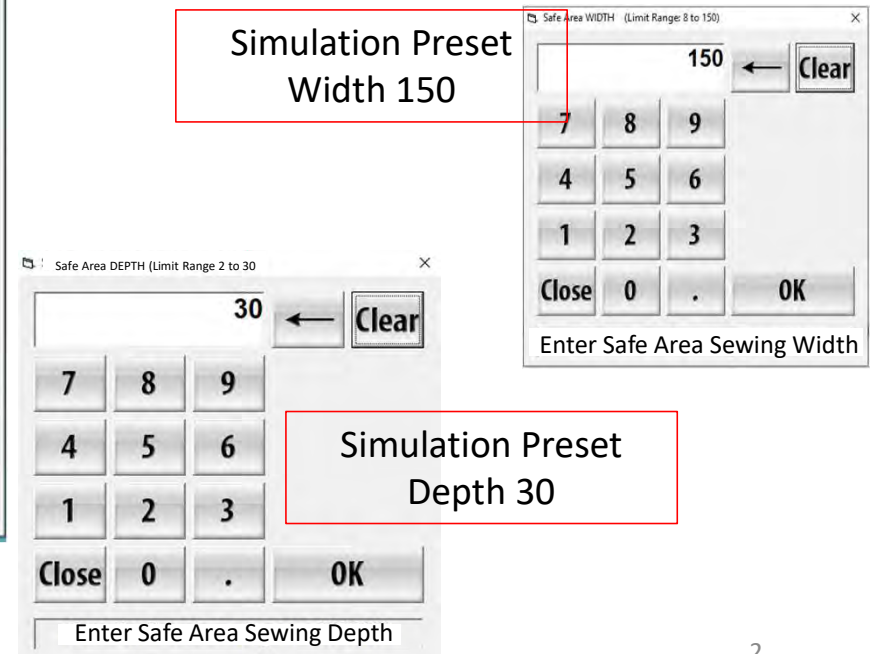 Simulation Preset
Width 150
Safe Area WIDTH (Limit Range: 8 to 150)
150 ← Clear
7 8 9
4 5 6
1 2 3
Close 0 . OK
Enter Safe Area Sewing Width
Safe Area DEPTH (Limit Range 2 to 30
30 ← Clear
7 8 9
4 5 6
1 2 3
Close 0 . OK
Enter Safe Area Sewing Depth
Simulation Preset
Depth 30
2